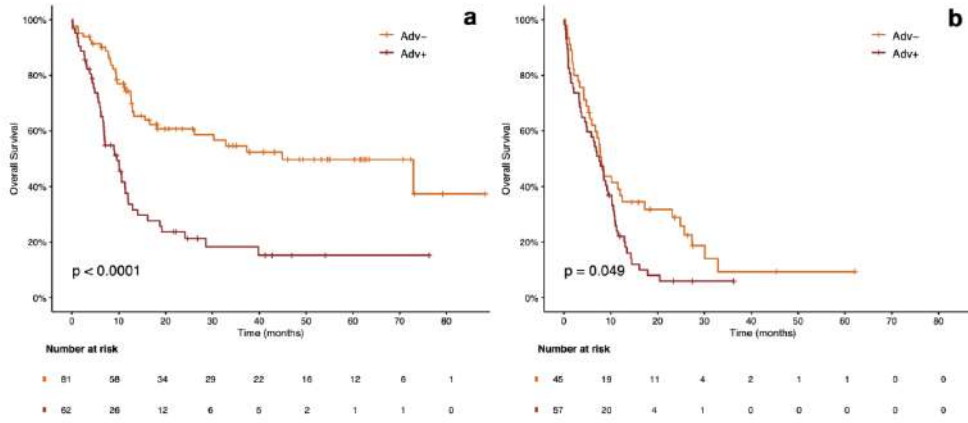 a
Adv−
Adv+
100%
80%
60%
40%
20%
0%
Overall Survival
p < 0.0001
0 10 20 30 40 50 60 70 80
Time (months)
Number at risk
81 58 34 29 22 16 12 6 1
62 26 12 6 5 2 1 1 0
b
Adv−
Adv+
100%
80%
60%
40%
20%
0%
Overall Survival
p = 0.049
0 10 20 30 40 50 60 70 80
Time (months)
Number at risk
45 19 11 4 2 1 1 0 0
57 20 4 1 0 0 0 0 0